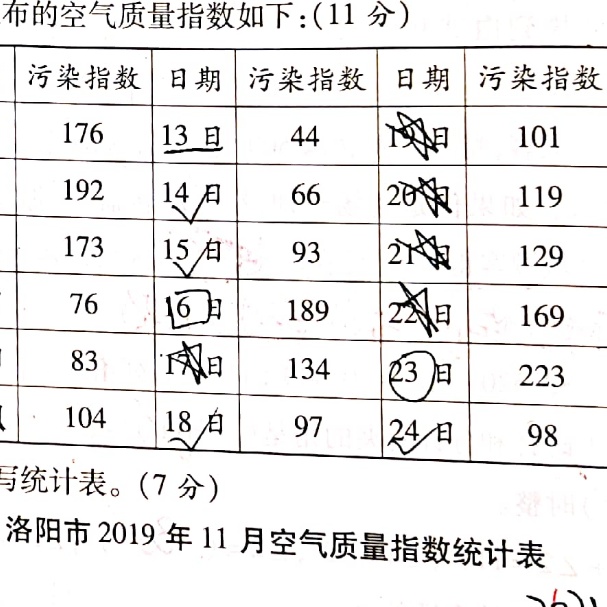 布的空气质量指数如下:(11 分)
污染指数 日期 污染指数 日期 污染指数
176 13 日 44 19 日 101
192 14 日 66 20 日 119
173 15 日 93 21 日 129
76 16 日 189 22 日 169
83 17 日 134 23 日 223
104 18 日 97 24 日 98
写统计表。(7 分)
洛阳市 2019 年 11 月空气质量指数统计表